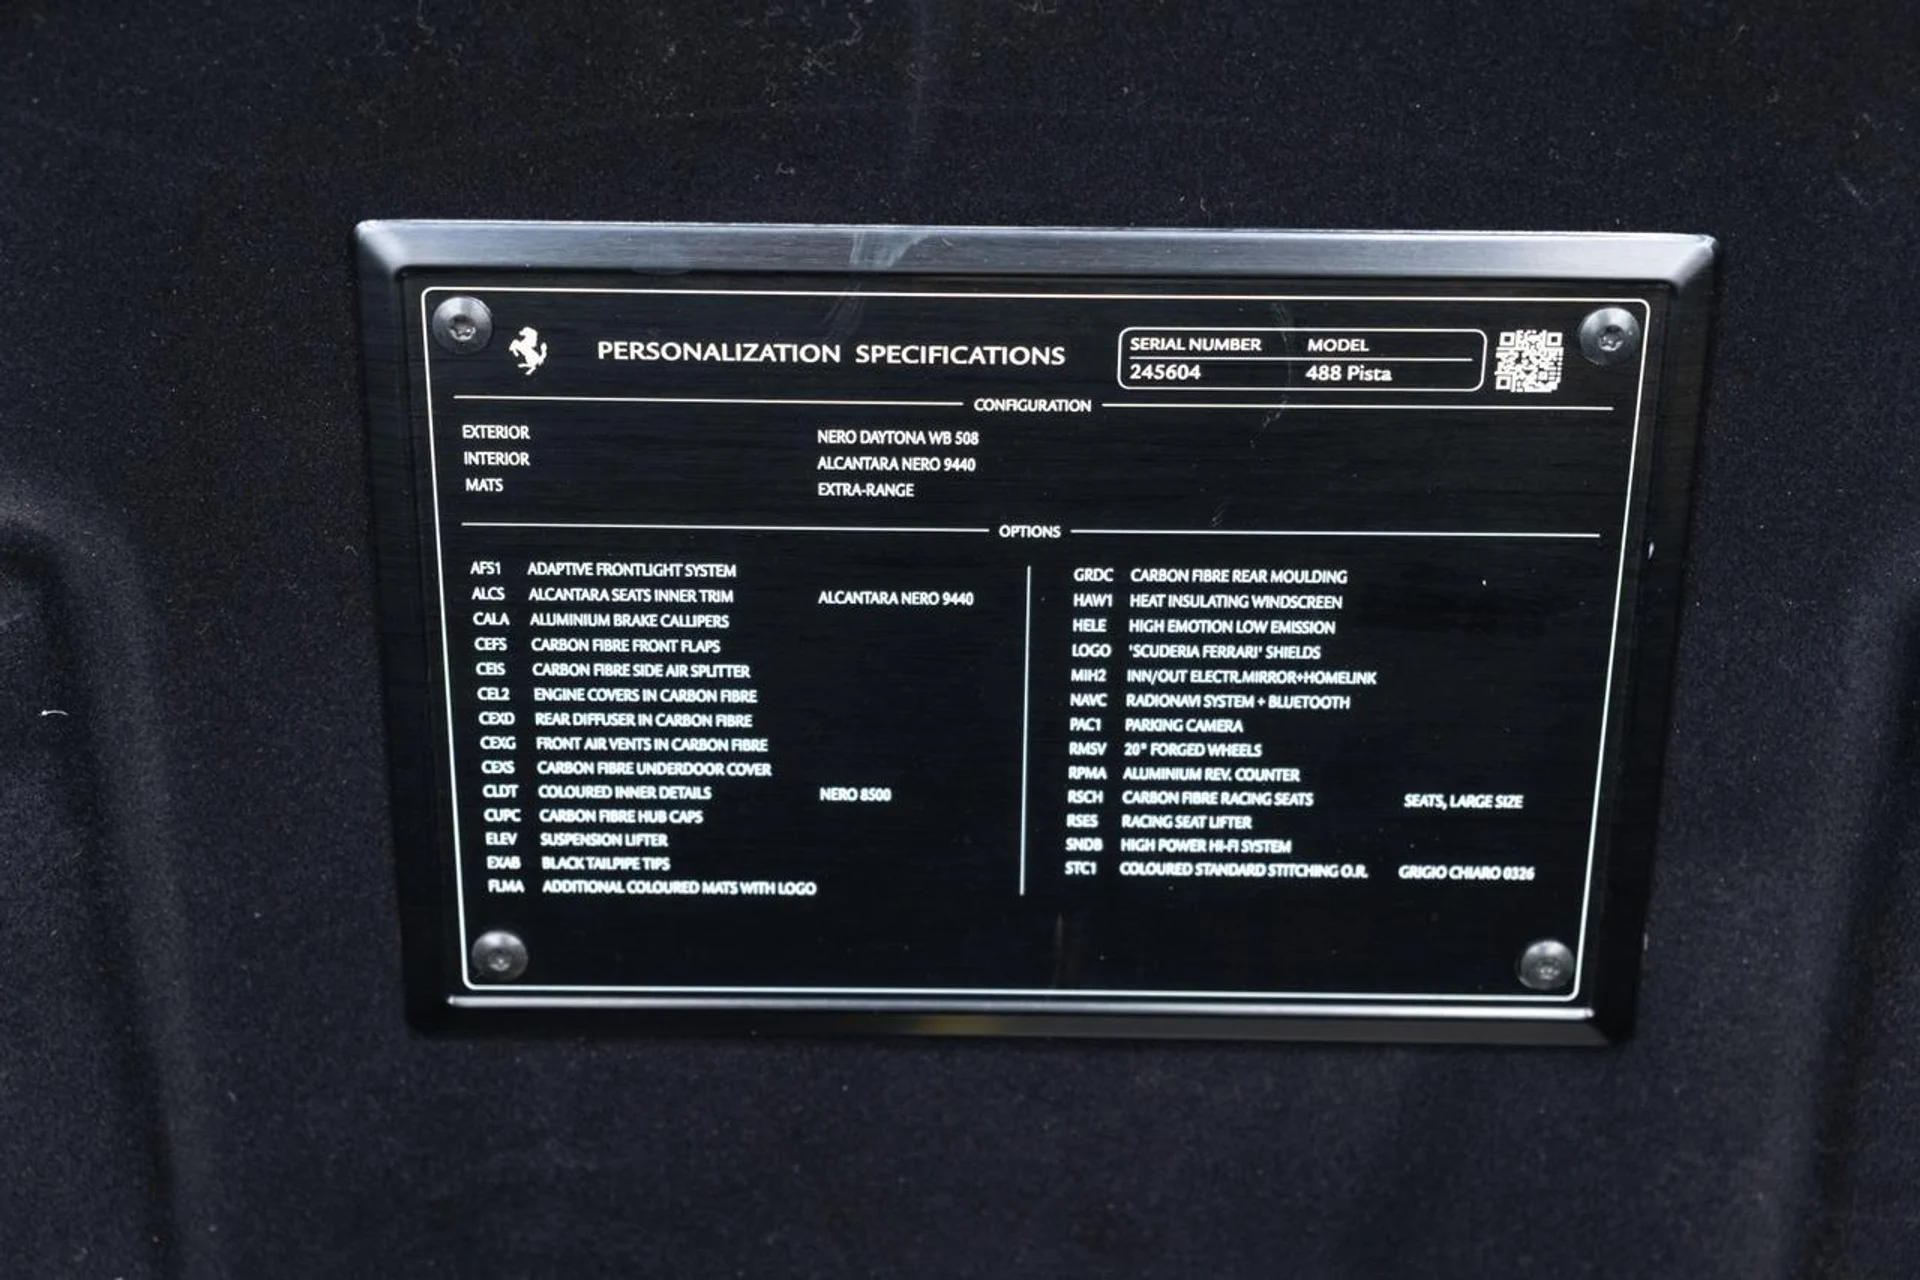 PERSONALIZATION SPECIFICATIONS
SERIAL NUMBER MODEL
245604 488 Pista
CONFIGURATION
EXTERIOR NERO DAYTONA WB 508
INTERIOR ALCANTARA NERO 9440
MATS EXTRA-RANGE
OPTIONS
AFS1 ADAPTIVE FRONTLIGHT SYSTEM
ALCS ALCANTARA SEATS INNER TRIM ALCANTARA NERO 9440
CALA ALUMINIUM BRAKE CALLIPERS
CEFS CARBON FIBRE FRONT FLAPS
CEIS CARBON FIBRE SIDE AIR SPLITTER
CEL2 ENGINE COVERS IN CARBON FIBRE
CEXD REAR DIFFUSER IN CARBON FIBRE
CEXG FRONT AIR VENTS IN CARBON FIBRE
CEXS CARBON FIBRE UNDERDOOR COVER
CLDT COLOURED INNER DETAILS NERO 8500
CUPC CARBON FIBRE HUB CAPS
ELEV SUSPENSION LIFTER
EXAB BLACK TAILPIPE TIPS
FLMA ADDITIONAL COLOURED MATS WITH LOGO
GRDC CARBON FIBRE REAR MOULDING
HAW1 HEAT INSULATING WINDSCREEN
HELE HIGH EMOTION LOW EMISSION
LOGO 'SCUDERIA FERRARI' SHIELDS
MIH2 INN/OUT ELECTR.MIRROR+HOMELINK
NAVC RADIONAVI SYSTEM + BLUETOOTH
PAC1 PARKING CAMERA
RMSV 20" FORGED WHEELS
RPMA ALUMINIUM REV. COUNTER
RSCH CARBON FIBRE RACING SEATS SEATS, LARGE SIZE
RSES RACING SEAT LIFTER
SNDB HIGH POWER HI-FI SYSTEM
STC1 COLOURED STANDARD STITCHING O.R. GRIGIO CHIARO 0326